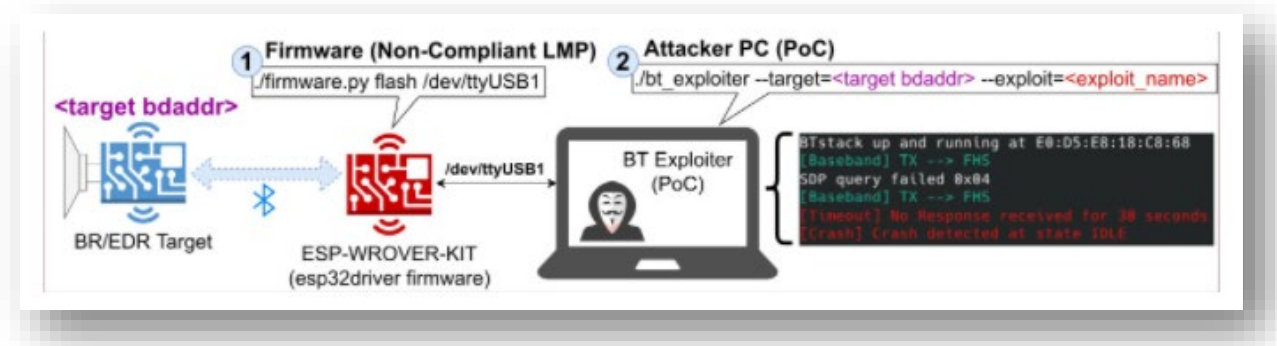 1 Firmware (Non-Compliant LMP)
./firmware.py flash /dev/ttyUSB1
2 Attacker PC (PoC)
./bt_exploiter --target=<target bdaddr> --exploit=<exploit_name>
<target bdaddr>
BR/EDR Target
ESP-WROVER-KIT
(esp32driver firmware)
/dev/ttyUSB1
BT Exploiter
(PoC)
BTstack up and running at E0:D5:E8:18:C8:68
[Baseband] TX --> FHS
SDP query failed 0x04
[Baseband] TX --> FHS
[Timeout] No Response received for 30 seconds
[Crash] Crash detected at state IDLE